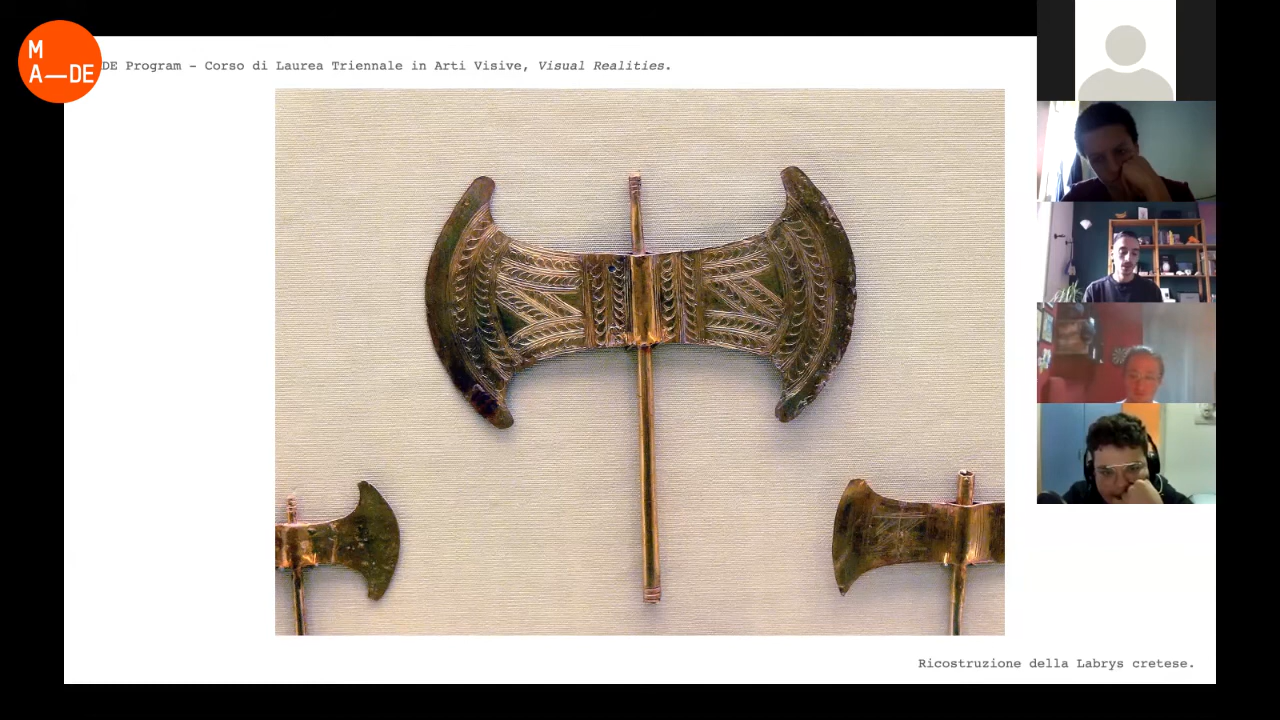 M
A—DE
DE Program - Corso di Laurea Triennale in Arti Visive, Visual Realities.
Ricostruzione della Labrys cretese.